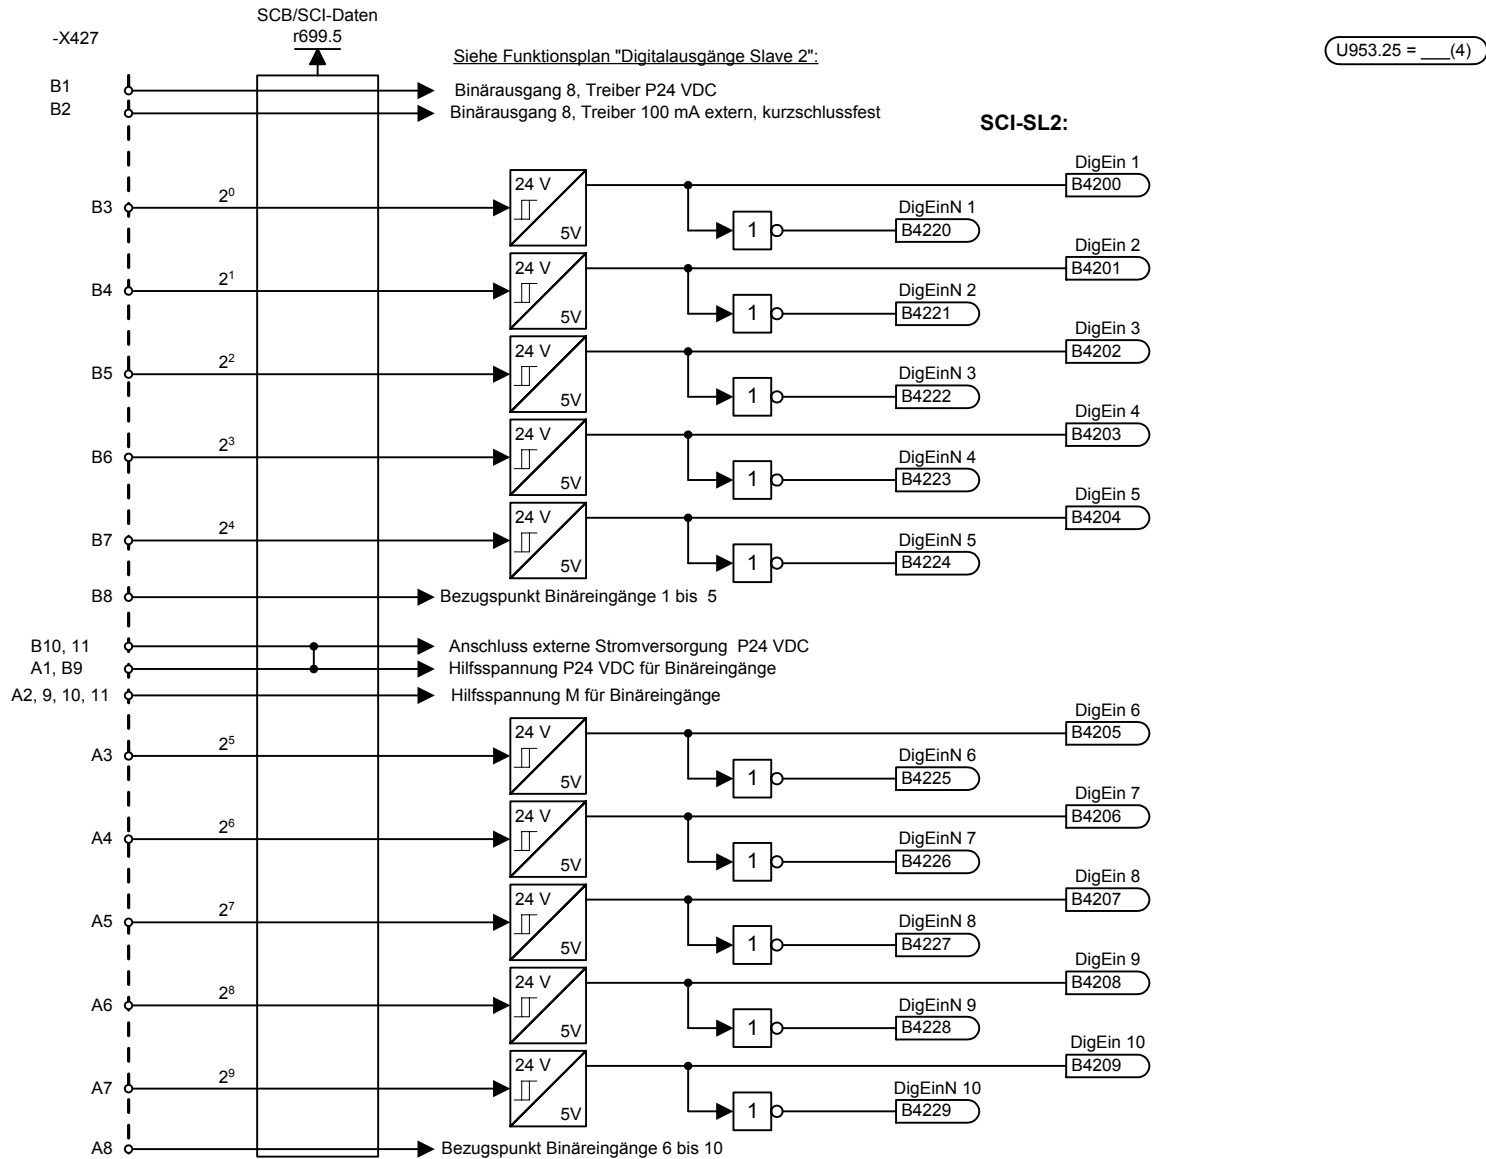 SCB/SCI-Daten
-X427
r699.5
Siehe Funktionsplan "Digitalausgänge Slave 2":
U953.25 = ___(4)
B1
Binärausgang 8, Treiber P24 VDC
B2
Binärausgang 8, Treiber 100 mA extern, kurzschlussfest
SCI-SL2:
DigEin 1
24 V
B4200
B3
2⁰
DigEinN 1
1
B4220
5V
DigEin 2
24 V
B4201
B4
2¹
DigEinN 2
1
B4221
5V
DigEin 3
24 V
B4202
B5
2²
DigEinN 3
1
B4222
5V
DigEin 4
24 V
B4203
B6
2³
DigEinN 4
1
B4223
5V
DigEin 5
24 V
B4204
B7
2⁴
DigEinN 5
1
B4224
5V
B8
Bezugspunkt Binäreingänge 1 bis 5
B10, 11
Anschluss externe Stromversorgung P24 VDC
A1, B9
Hilfsspannung P24 VDC für Binäreingänge
A2, 9, 10, 11
Hilfsspannung M für Binäreingänge
DigEin 6
24 V
B4205
A3
2⁵
DigEinN 6
1
B4225
5V
DigEin 7
24 V
B4206
A4
2⁶
DigEinN 7
1
B4226
5V
DigEin 8
24 V
B4207
A5
2⁷
DigEinN 8
1
B4227
5V
DigEin 9
24 V
B4208
A6
2⁸
DigEinN 9
1
B4228
5V
DigEin 10
24 V
B4209
A7
2⁹
DigEinN 10
1
B4229
5V
A8
Bezugspunkt Binäreingänge 6 bis 10